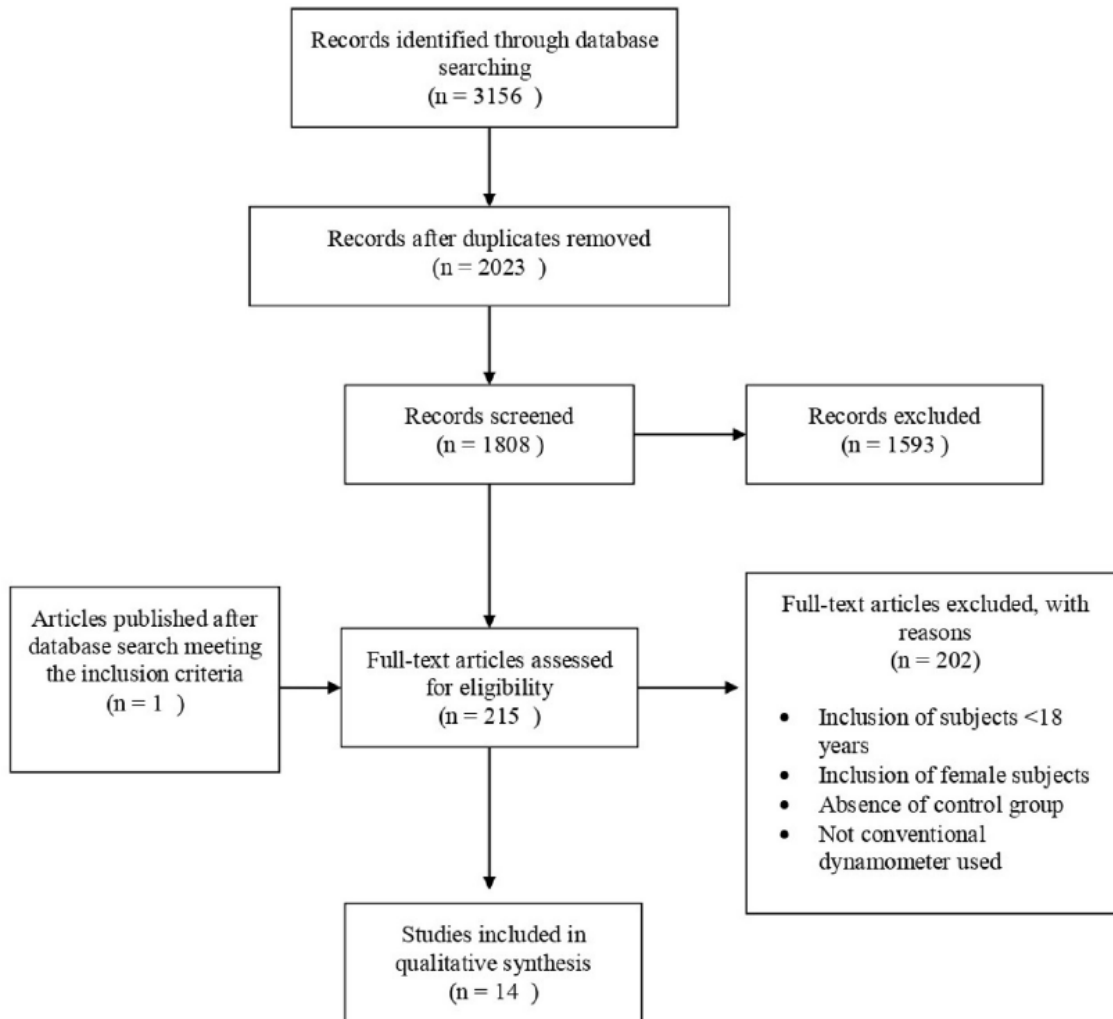 Records identified through database
searching
(n = 3156  )
Records after duplicates removed
(n = 2023  )
Records screened
(n = 1808 )
Records excluded
(n = 1593 )
Articles published after
database search meeting
the inclusion criteria
(n = 1  )
Full-text articles assessed
for eligibility
(n = 215  )
Full-text articles excluded, with
reasons
(n = 202)
• Inclusion of subjects <18
years
• Inclusion of female subjects
• Absence of control group
• Not conventional
dynamometer used
Studies included in
qualitative synthesis
(n = 14  )